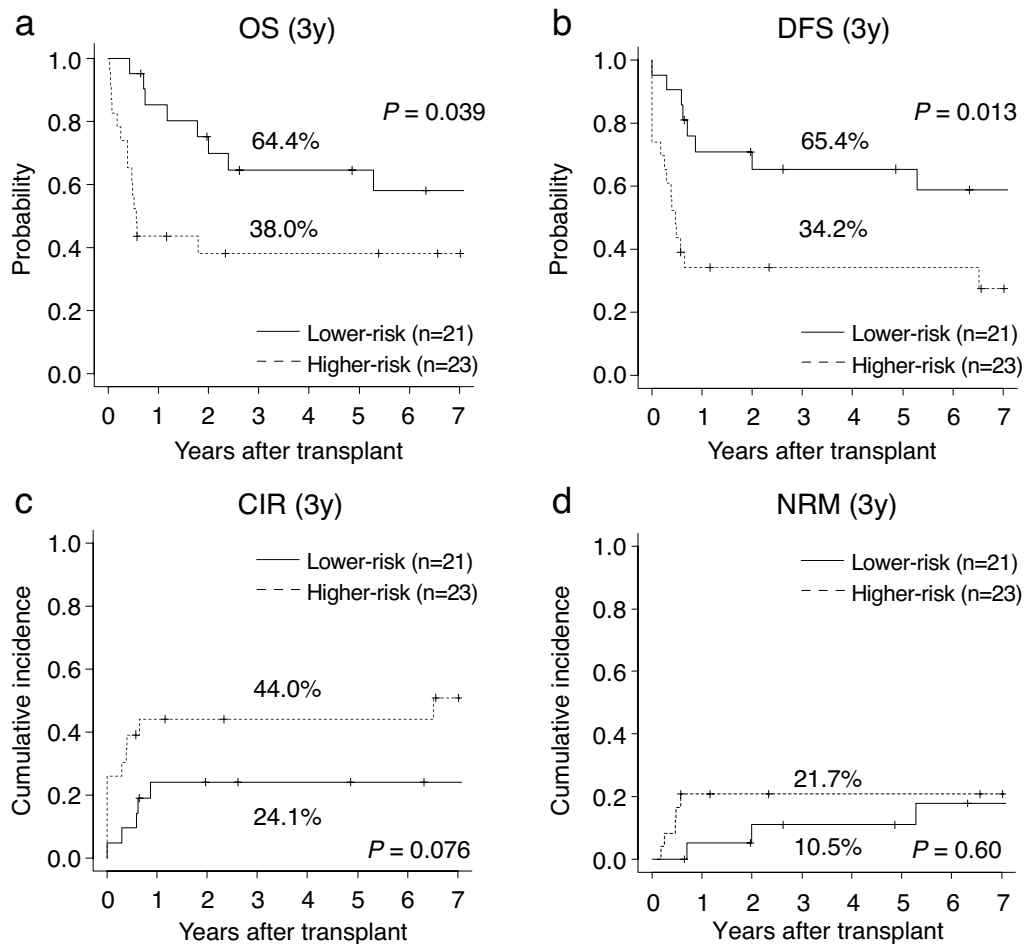 a
OS (3y)
1.0
0.8
0.6
0.4
0.2
0.0
Probability
P = 0.039
64.4%
38.0%
Lower-risk (n=21)
Higher-risk (n=23)
0 1 2 3 4 5 6 7
Years after transplant
b
DFS (3y)
1.0
0.8
0.6
0.4
0.2
0.0
Probability
P = 0.013
65.4%
34.2%
Lower-risk (n=21)
Higher-risk (n=23)
0 1 2 3 4 5 6 7
Years after transplant
c
CIR (3y)
1.0
0.8
0.6
0.4
0.2
0.0
Cumulative incidence
Lower-risk (n=21)
Higher-risk (n=23)
44.0%
24.1%
P = 0.076
0 1 2 3 4 5 6 7
Years after transplant
d
NRM (3y)
1.0
0.8
0.6
0.4
0.2
0.0
Cumulative incidence
Lower-risk (n=21)
Higher-risk (n=23)
21.7%
10.5%
P = 0.60
0 1 2 3 4 5 6 7
Years after transplant